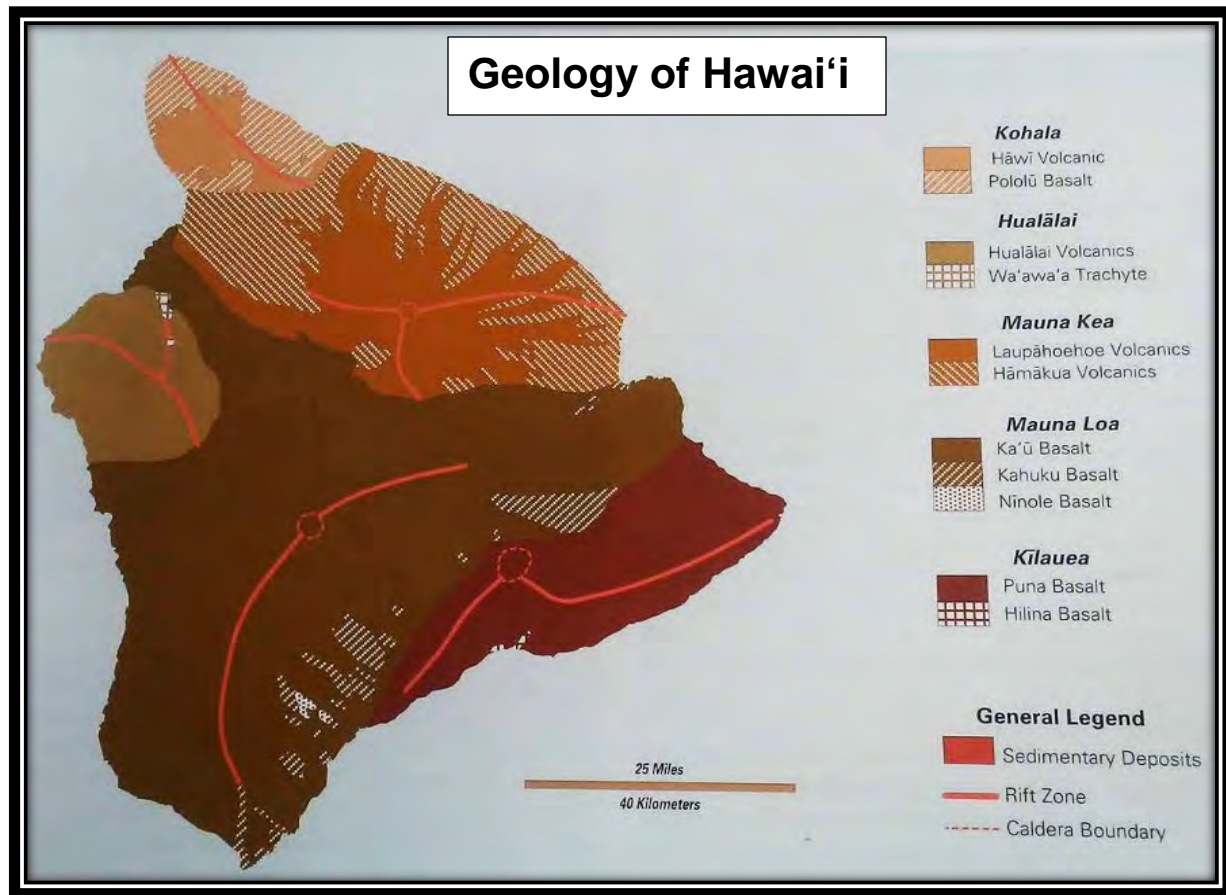 Geology of Hawai‘i
Kohala
Hāwī Volcanic
Pololū Basalt
Hualālai
Hualālai Volcanics
Wa'awa'a Trachyte
Mauna Kea
Laupāhoehoe Volcanics
Hāmākua Volcanics
Mauna Loa
Ka'ū Basalt
Kahuku Basalt
Nīnole Basalt
Kīlauea
Puna Basalt
Hilina Basalt
General Legend
Sedimentary Deposits
Rift Zone
Caldera Boundary
25 Miles
40 Kilometers